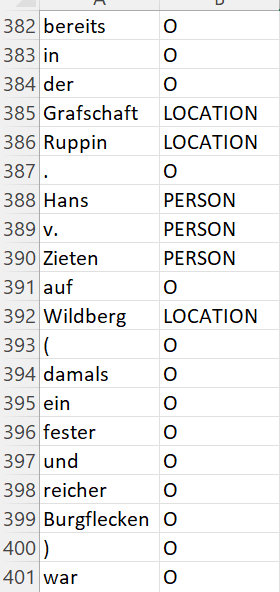 A B
382 bereits O
383 in O
384 der O
385 Grafschaft LOCATION
386 Ruppin LOCATION
387 . O
388 Hans PERSON
389 v. PERSON
390 Zieten PERSON
391 auf O
392 Wildberg LOCATION
393 ( O
394 damals O
395 ein O
396 fester O
397 und O
398 reicher O
399 Burgflecken O
400 ) O
401 war O